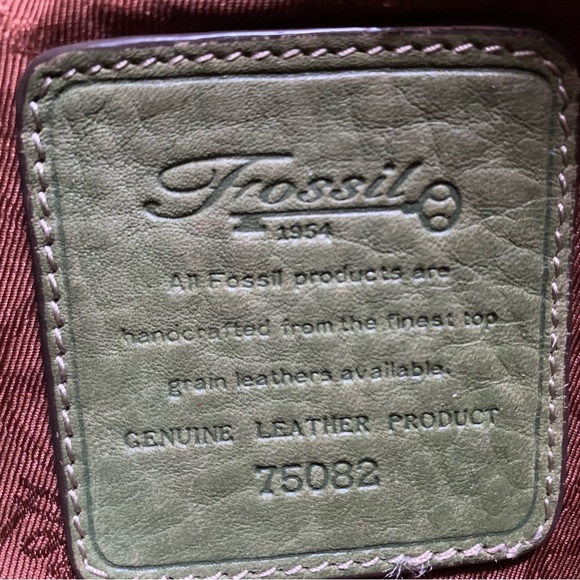 Fossil
1954
All Fossil products are
handcrafted from the finest top
grain leathers available.
GENUINE LEATHER PRODUCT
75082